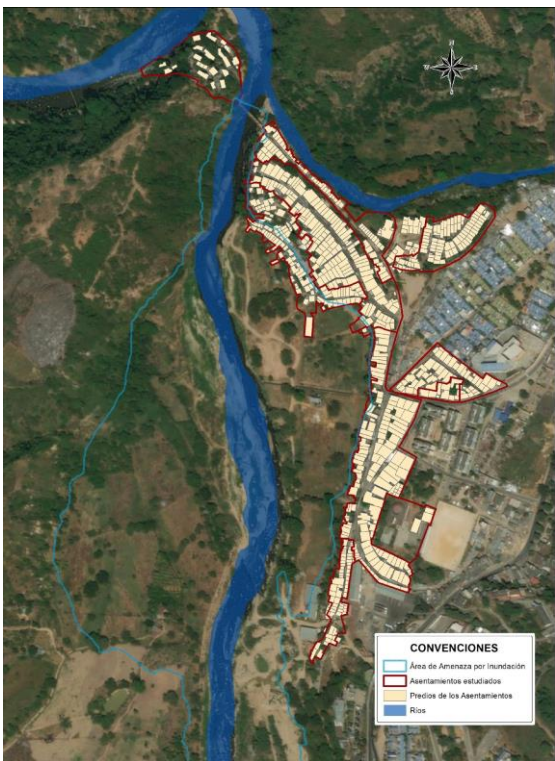 N
W
E
S
CONVENCIONES
Área de Amenaza por Inundación
Asentamientos estudiados
Predios de los Asentamientos
Ríos